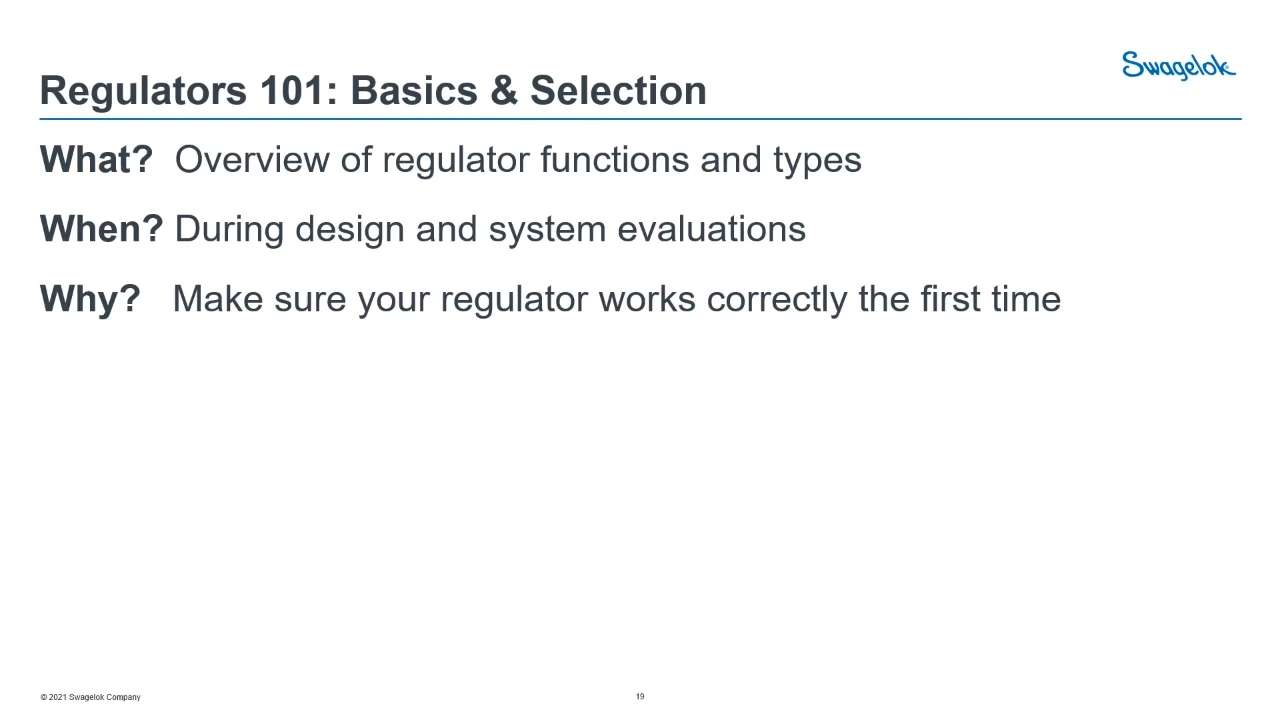 Swagelok
Regulators 101: Basics & Selection
What? Overview of regulator functions and types
When? During design and system evaluations
Why? Make sure your regulator works correctly the first time
© 2021 Swagelok Company
19